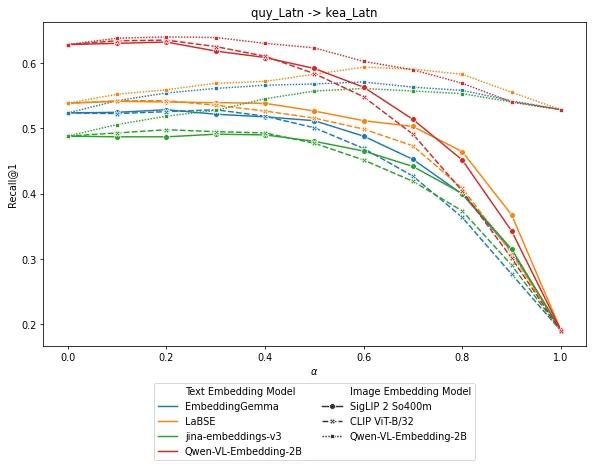 quy_Latn -> kea_Latn
Recall@1
0.6
0.5
0.4
0.3
0.2
0.0
0.2
0.4
0.6
0.8
1.0
α
Text Embedding Model
EmbeddingGemma
LaBSE
jina-embeddings-v3
Qwen-VL-Embedding-2B
Image Embedding Model
SigLIP 2 So400m
CLIP ViT-B/32
Qwen-VL-Embedding-2B